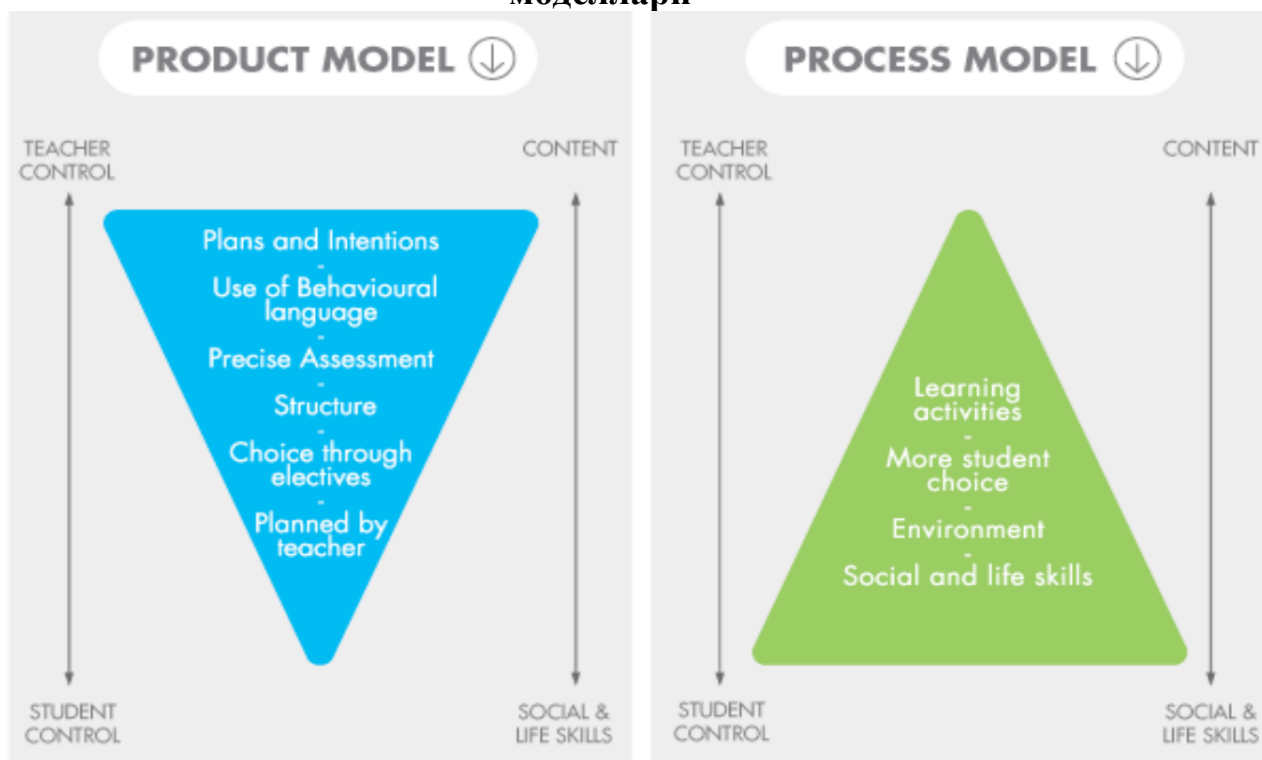 моделлари
PRODUCT MODEL
TEACHER
CONTROL
CONTENT
Plans and Intentions
-
Use of Behavioural
language
-
Precise Assessment
-
Structure
-
Choice through
electives
-
Planned by
teacher
STUDENT
CONTROL
SOCIAL &
LIFE SKILLS
PROCESS MODEL
TEACHER
CONTROL
CONTENT
Learning
activities
-
More student
choice
-
Environment
-
Social and life skills
STUDENT
CONTROL
SOCIAL &
LIFE SKILLS